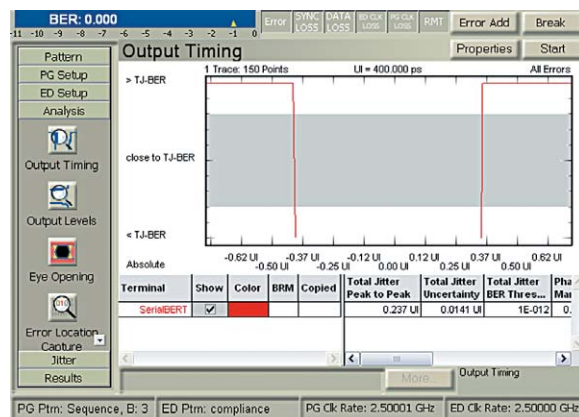 BER: 0.000
-11 -10 -9 -8 -7 -6 -5 -4 -3 -2 -1 0
Error
SYNC LOSS
DATA LOSS
ED CLK LOSS
PG CLK LOSS
RMT
Error Add
Break
Output Timing
Properties
Start
Pattern
PG Setup
ED Setup
Analysis
Output Timing
Output Levels
Eye Opening
Error Location Capture
Jitter
Results
1 Trace: 150 Points
UI = 400.000 ps
All Errors
> TJ-BER
close to TJ-BER
< TJ-BER
-0.62 UI -0.37 UI -0.12 UI 0.12 UI 0.37 UI 0.62 UI
Absolute -0.50 UI -0.25 UI 0.00 UI 0.25 UI 0.50 UI
Terminal Show Color BRM Copied Total Jitter Peak to Peak Total Jitter Uncertainty Total Jitter BER Thres...
SerialBERT 0.237 UI 0.0141 UI 1E-012
More...
Output Timing
PG Ptrn: Sequence, B: 3
ED Ptrn: compliance
PG Clk Rate: 2.50001 GHz
ED Clk Rate: 2.50000 GHz